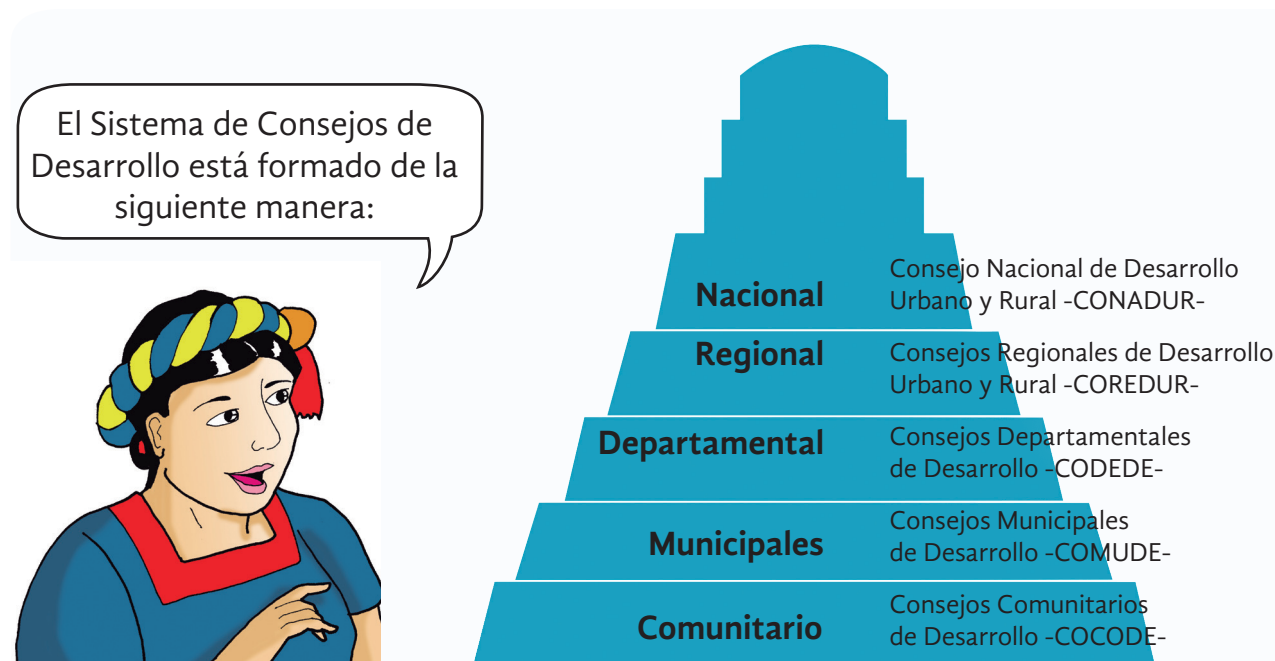 El Sistema de Consejos de
Desarrollo está formado de la
siguiente manera:
Nacional
Consejo Nacional de Desarrollo
Urbano y Rural -CONADUR-
Regional
Consejos Regionales de Desarrollo
Urbano y Rural -COREDUR-
Departamental
Consejos Departamentales
de Desarrollo -CODEDE-
Municipales
Consejos Municipales
de Desarrollo -COMUDE-
Comunitario
Consejos Comunitarios
de Desarrollo -COCODE-